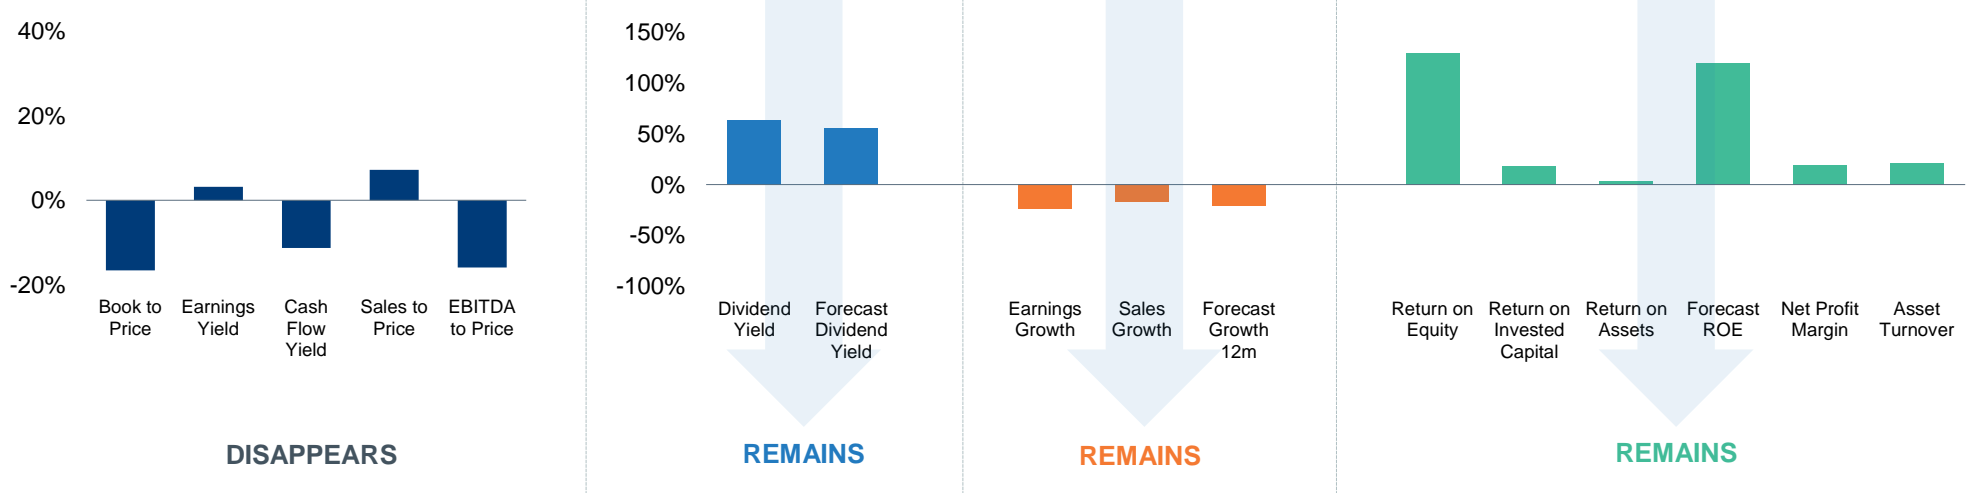 40%
20%
0%
-20%
Book to
Price
Earnings
Yield
Cash
Flow
Yield
Sales to
Price
EBITDA
to Price
DISAPPEARS
150%
100%
50%
0%
-50%
-100%
Dividend
Yield
Forecast
Dividend
Yield
REMAINS
Earnings
Growth
Sales
Growth
Forecast
Growth
12m
REMAINS
Return on
Equity
Return on
Invested
Capital
Return on
Assets
Forecast
ROE
Net Profit
Margin
Asset
Turnover
REMAINS